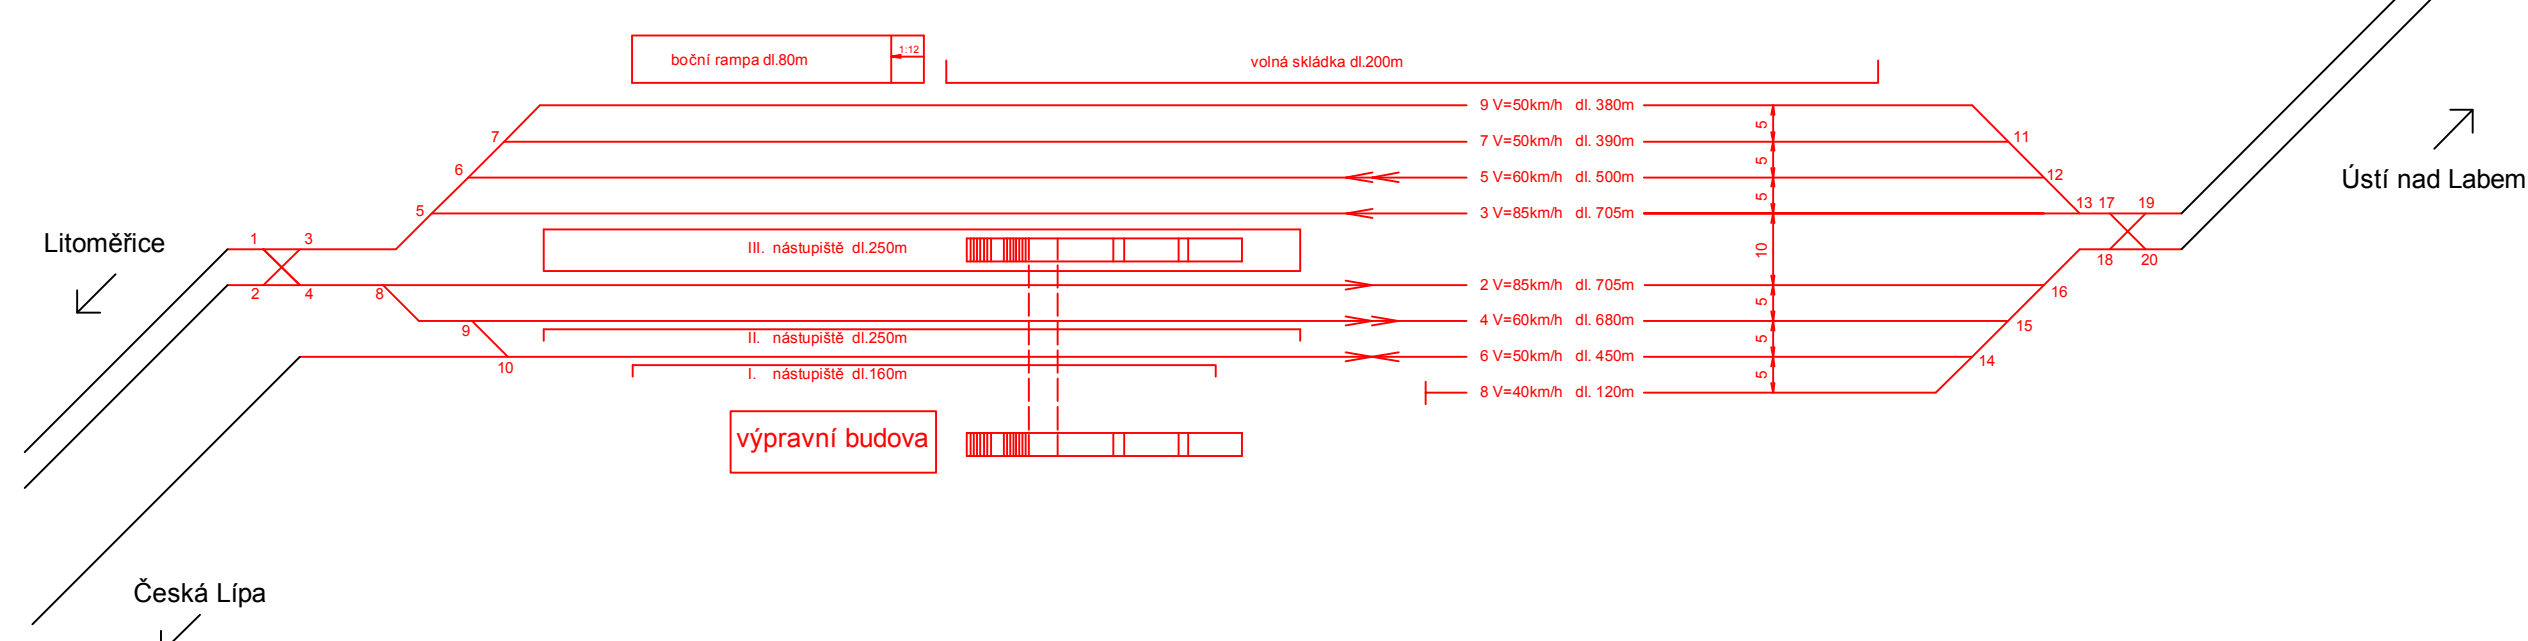 boční rampa dl.80m
1:12
volná skládka dl.200m
9 V=50km/h dl. 380m
5
7
11
7 V=50km/h dl. 390m
5
6
12
5 V=60km/h dl. 500m
Ústí nad Labem
5
5
13 17 19
3 V=85km/h dl. 705m
Litoměřice
1 3
III. nástupiště dl.250m
10
18 20
2 4 8
2 V=85km/h dl. 705m
16
5
9
4 V=60km/h dl. 680m
15
II. nástupiště dl.250m
5
10
6 V=50km/h dl. 450m
14
I. nástupiště dl.160m
5
8 V=40km/h dl. 120m
výpravní budova
Česká Lípa